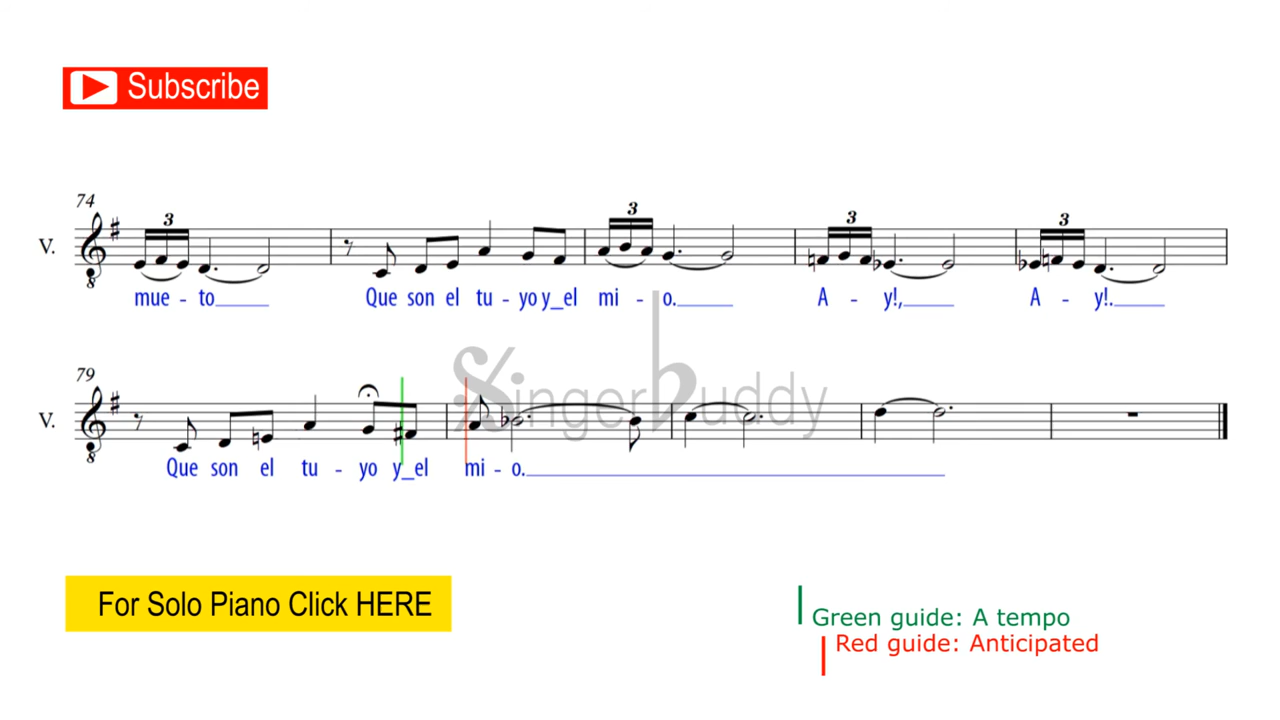 Subscribe
74
3 3 3 3
V.
mue - to Que son el tu - yo y_el mi - o. A - y!, A - y!.
Singerbuddy
79
V.
Que son el tu - yo y_el mi - o.
For Solo Piano Click HERE
Green guide: A tempo
Red guide: Anticipated